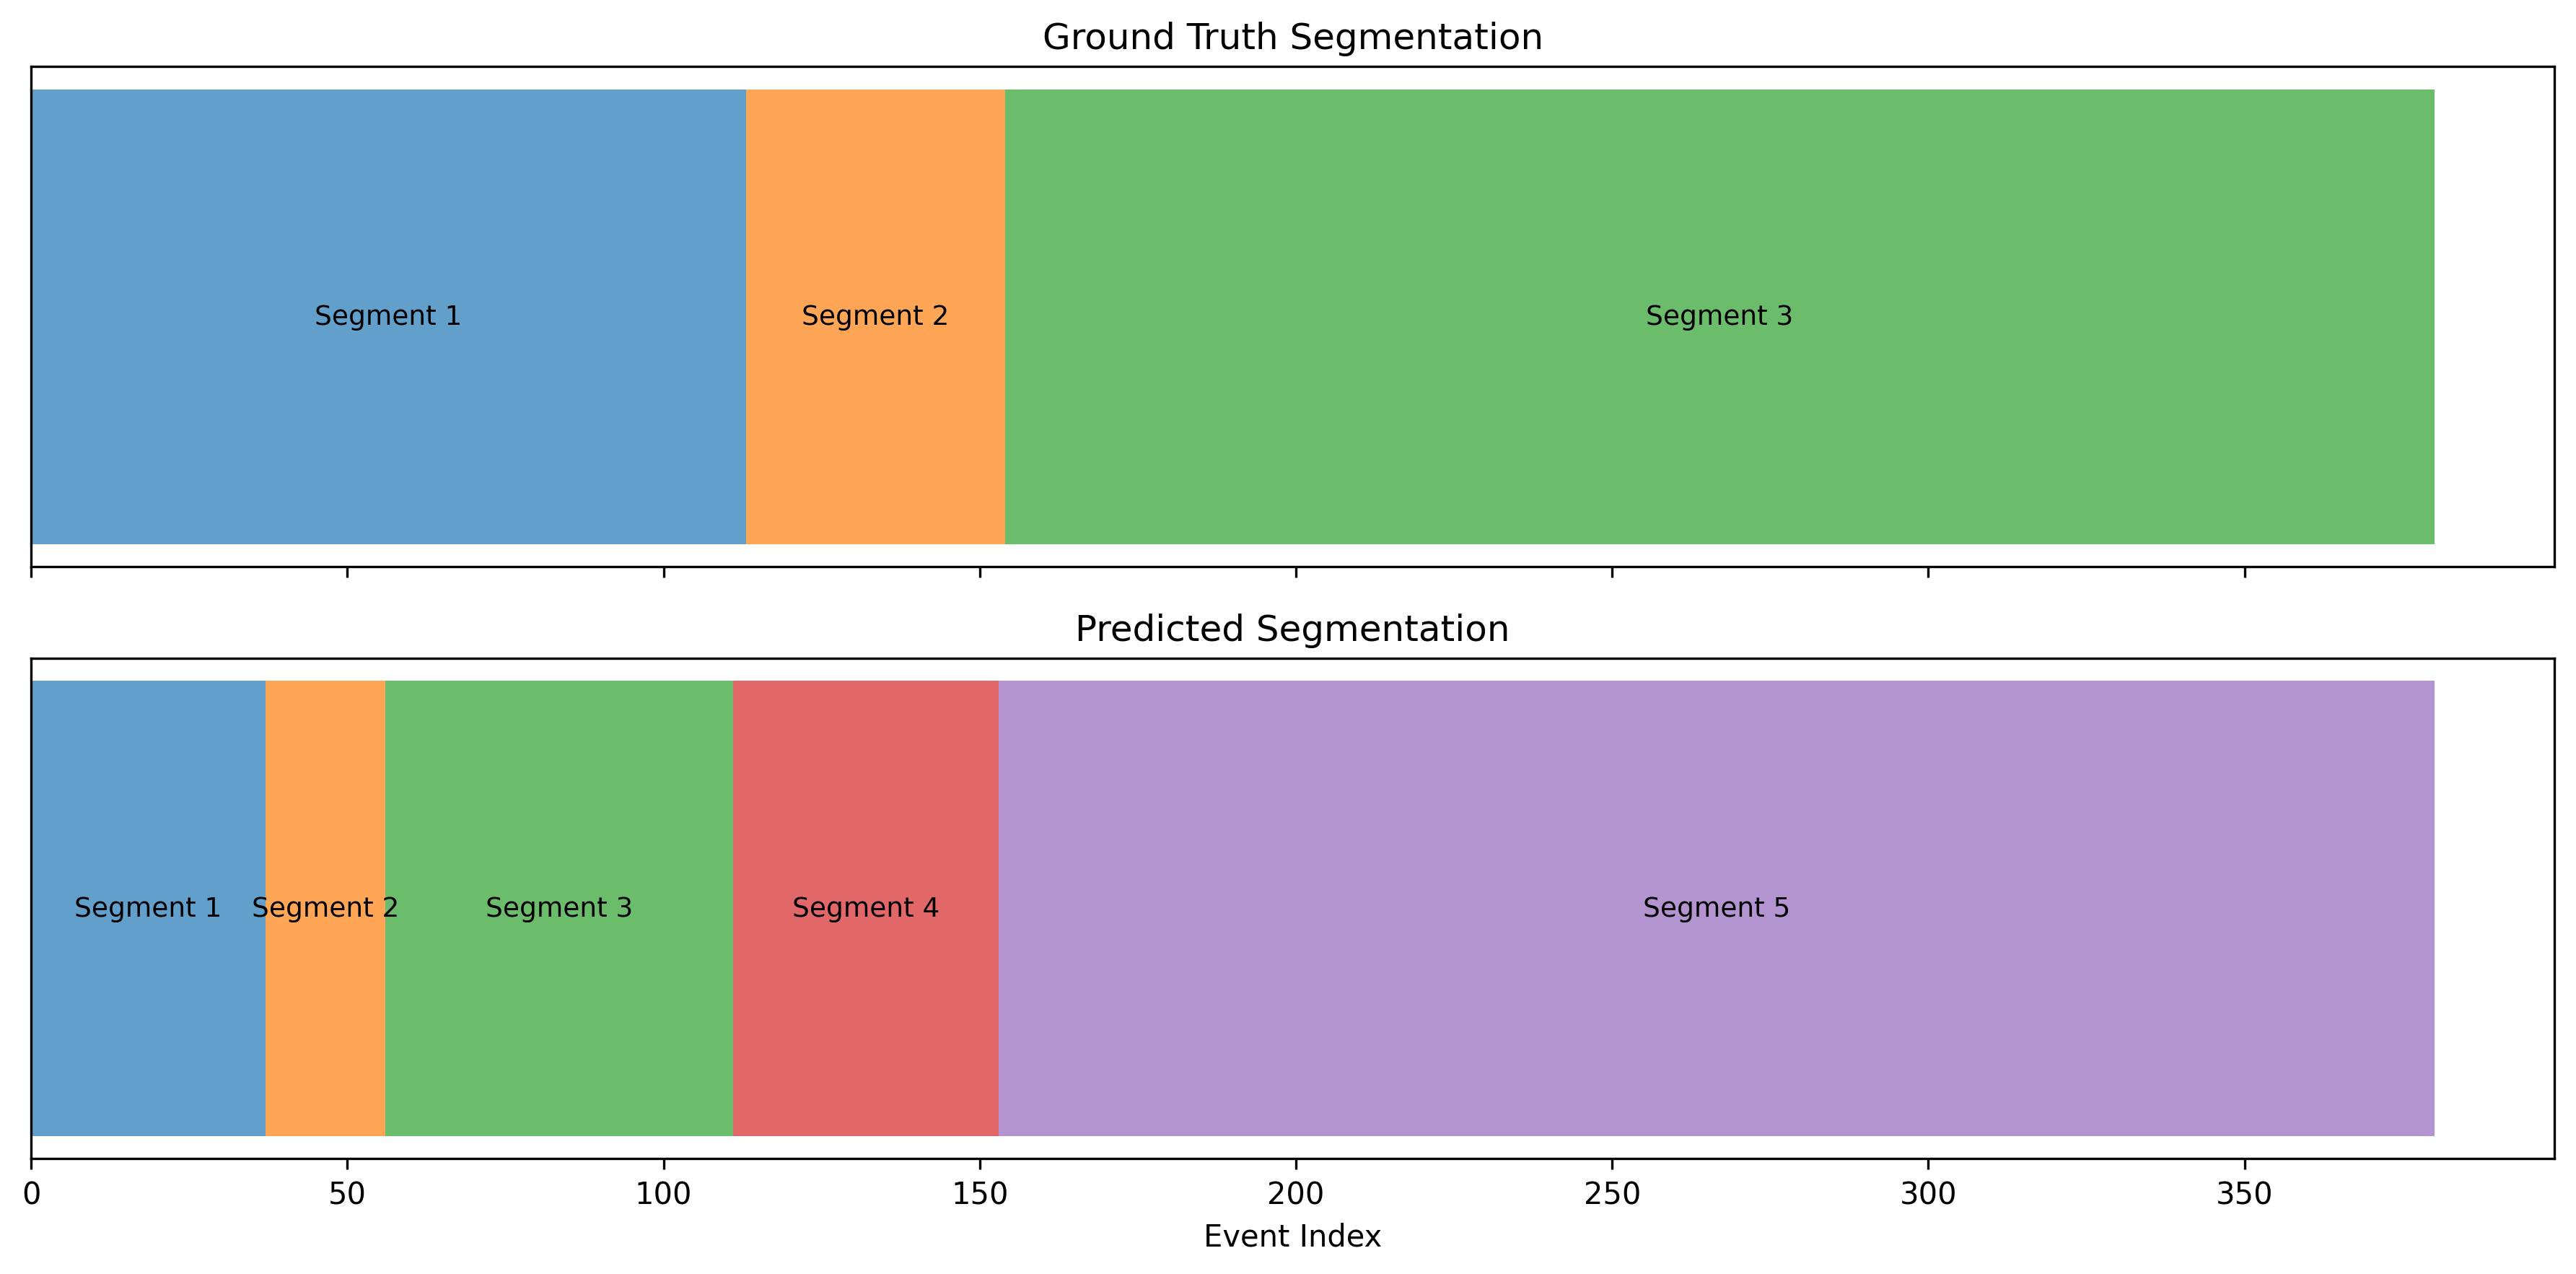 Ground Truth Segmentation
Segment 1 Segment 2 Segment 3
Predicted Segmentation
Segment 1 Segment 2 Segment 3 Segment 4 Segment 5
0 50 100 150 200 250 300 350
Event Index